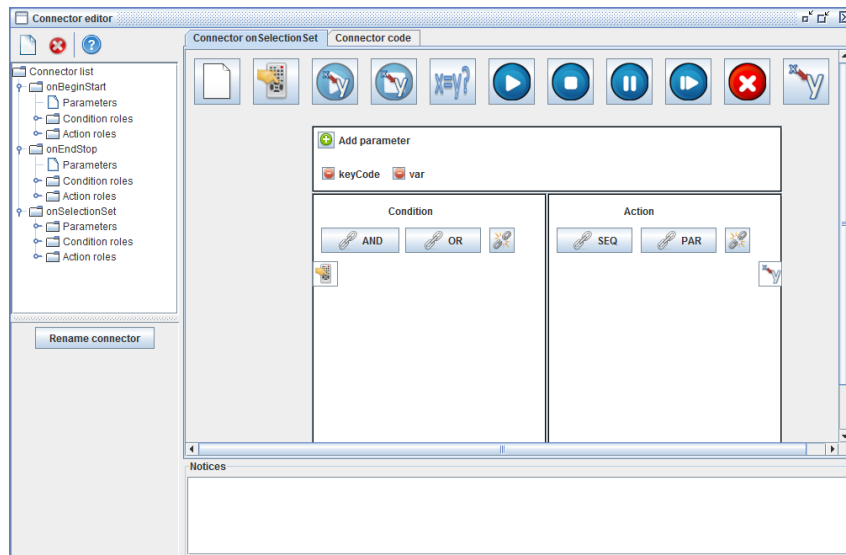 Connector editor
Connector onSelectionSet
Connector code
Connector list
onBeginStart
Parameters
Condition roles
Action roles
onEndStop
Parameters
Condition roles
Action roles
onSelectionSet
Parameters
Condition roles
Action roles
Rename connector
x y
x y
x=y?
x y
Add parameter
keyCode
var
Condition
Action
AND
OR
SEQ
PAR
x y
Notices